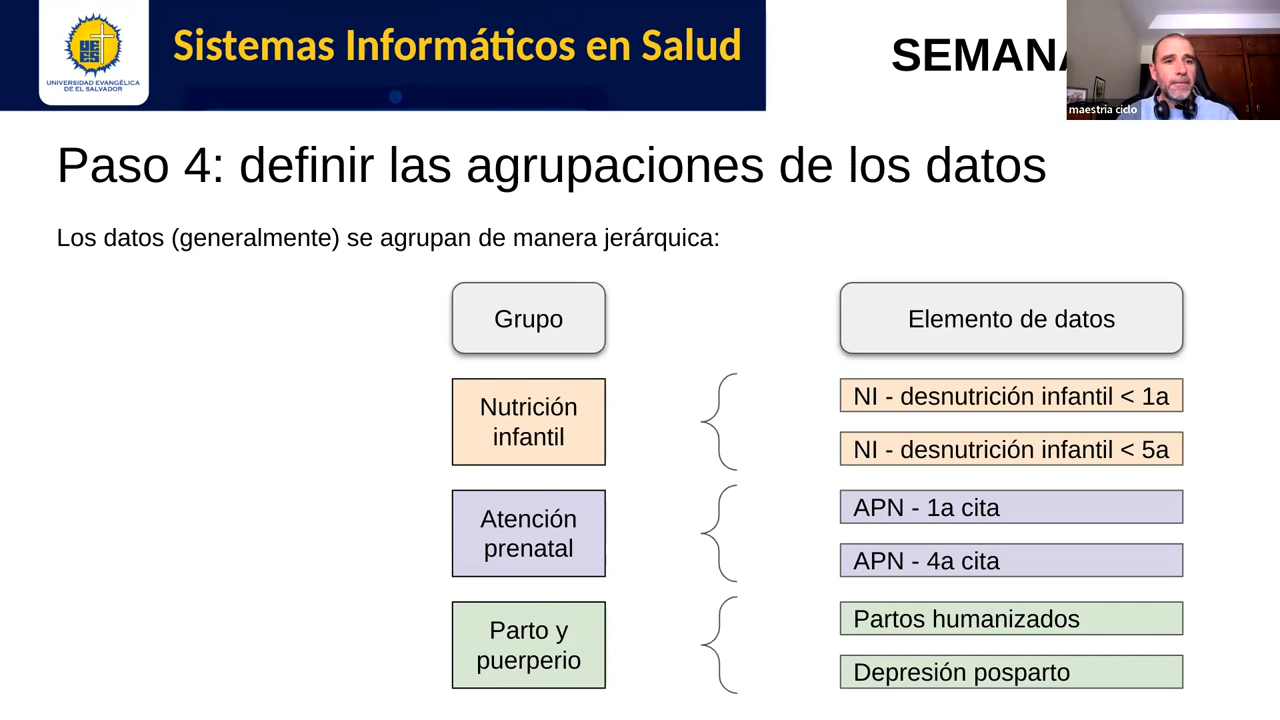 UNIVERSIDAD EVANGÉLICA
DE EL SALVADOR
Sistemas Informáticos en Salud
SEMANA
maestria ciclo
Paso 4: definir las agrupaciones de los datos
Los datos (generalmente) se agrupan de manera jerárquica:
Grupo
Elemento de datos
Nutrición
infantil
NI - desnutrición infantil < 1a
NI - desnutrición infantil < 5a
Atención
prenatal
APN - 1a cita
APN - 4a cita
Parto y
puerperio
Partos humanizados
Depresión posparto